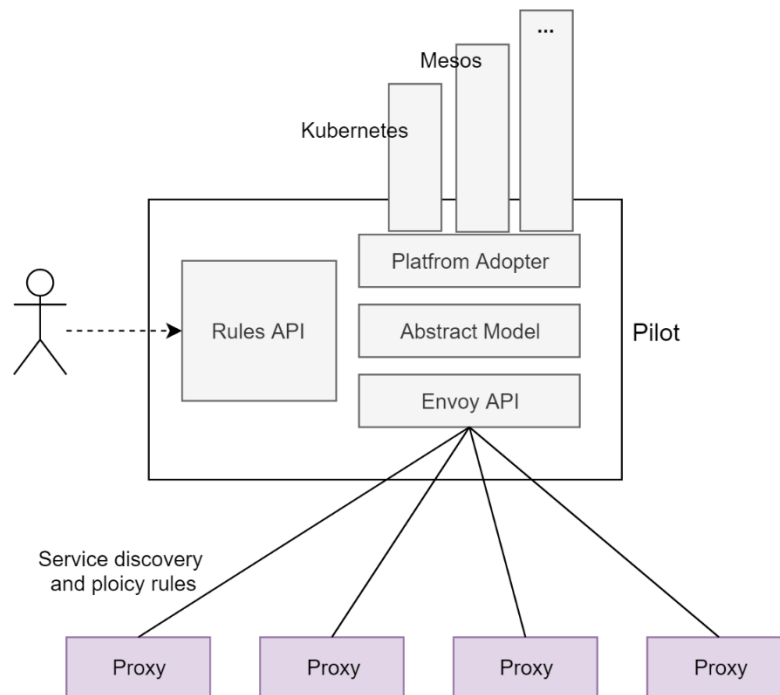 ...
Mesos
Kubernetes
Platfrom Adopter
Rules API
Abstract Model
Pilot
Envoy API
Service discovery
and ploicy rules
Proxy
Proxy
Proxy
Proxy